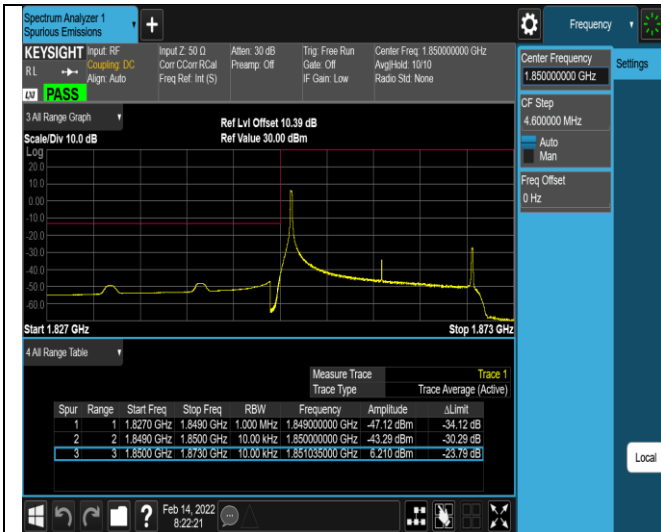 Spectrum Analyzer 1
Spurious Emissions
Frequency
KEYSIGHT
Input: RF
Coupling: DC
Align: Auto
Input Z: 50 Ω
Corr CCorr RCal
Freq Ref: Int (S)
Atten: 30 dB
Preamp: Off
Trig: Free Run
Gate: Off
IF Gain: Low
Center Freq: 1.850000000 GHz
Avg|Hold: 10/10
Radio Std: None
R L
LXI
PASS
Center Frequency
1.850000000 GHz
Settings
CF Step
4.600000 MHz
Auto
Man
Freq Offset
0 Hz
Local
3 All Range Graph
Ref Lvl Offset 10.39 dB
Scale/Div 10.0 dB
Ref Value 30.00 dBm
Log
20.0
10.0
0.00
-10.0
-20.0
-30.0
-40.0
-50.0
-60.0
Start 1.827 GHz
Stop 1.873 GHz
4 All Range Table
Measure Trace Trace 1
Trace Type Trace Average (Active)
Spur Range Start Freq Stop Freq RBW Frequency Amplitude ΔLimit
1 1 1.8270 GHz 1.8490 GHz 1.000 MHz 1.849000000 GHz -47.12 dBm -34.12 dB
2 2 1.8490 GHz 1.8500 GHz 10.00 kHz 1.850000000 GHz -43.29 dBm -30.29 dB
3 3 1.8500 GHz 1.8730 GHz 10.00 kHz 1.851035000 GHz 6.210 dBm -23.79 dB
?
Feb 14, 2022
8:22:21